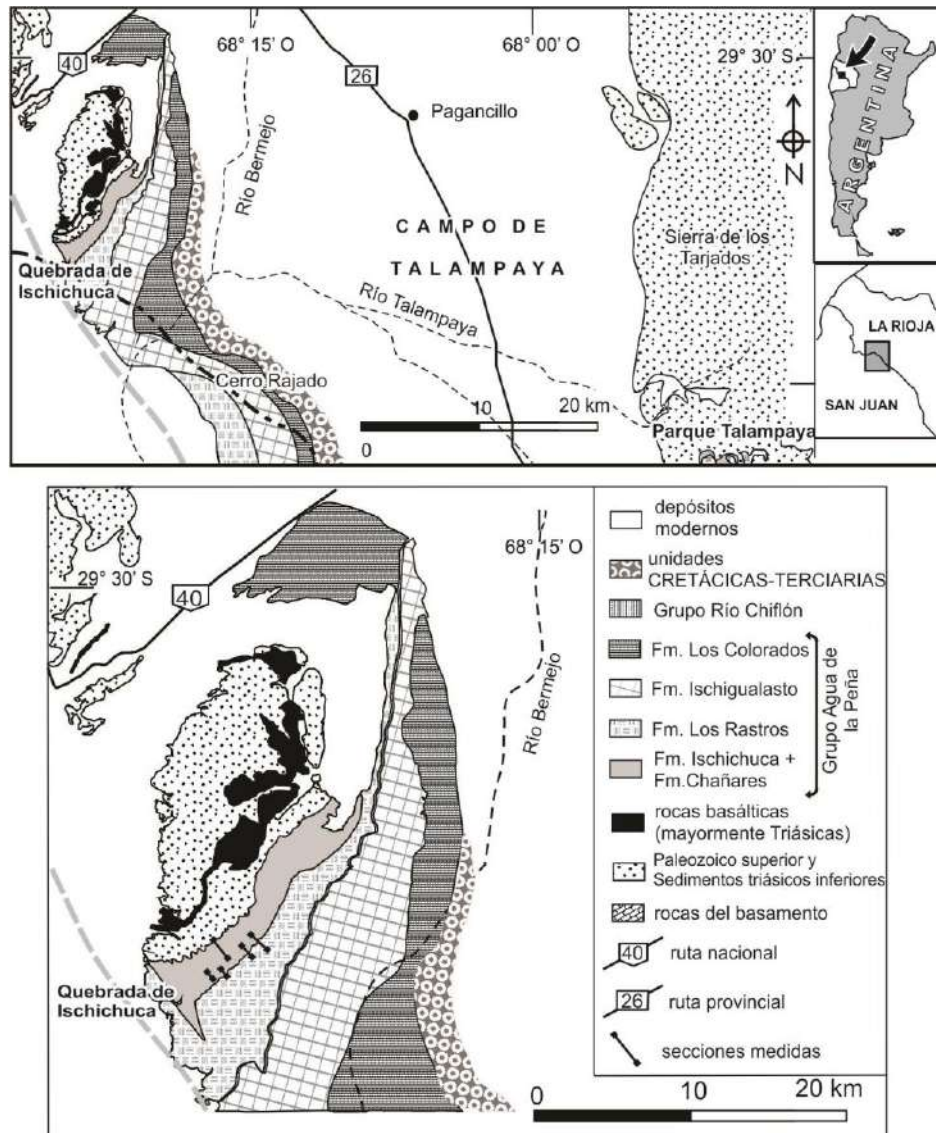 40
68° 15' O
68° 00' O
29° 30' S
26
Pagancillo
Río Bermejo
N
ARGENTINA
CAMPO DE
TALAMPAYA
Sierra de los
Tarjados
Quebrada de
Ischichuca
Río Talampaya
LA RIOJA
Cerro Rajado
SAN JUAN
10
20 km
0
Parque Talampaya
68° 15' O
29° 30' S
40
Río Bermejo
Quebrada de
Ischichuca
0
10
20 km
depósitos
modernos
unidades
CRETÁCICAS-TERCIARIAS
Grupo Río Chiflón
Fm. Los Colorados
Fm. Ischigualasto
Fm. Los Rastros
Fm. Ischichuca +
Fm.Chañares
Grupo Agua de
la Peña
rocas basálticas
(mayormente Triásicas)
Paleozoico superior y
Sedimentos triásicos inferiores
rocas del basamento
40 ruta nacional
26 ruta provincial
secciones medidas